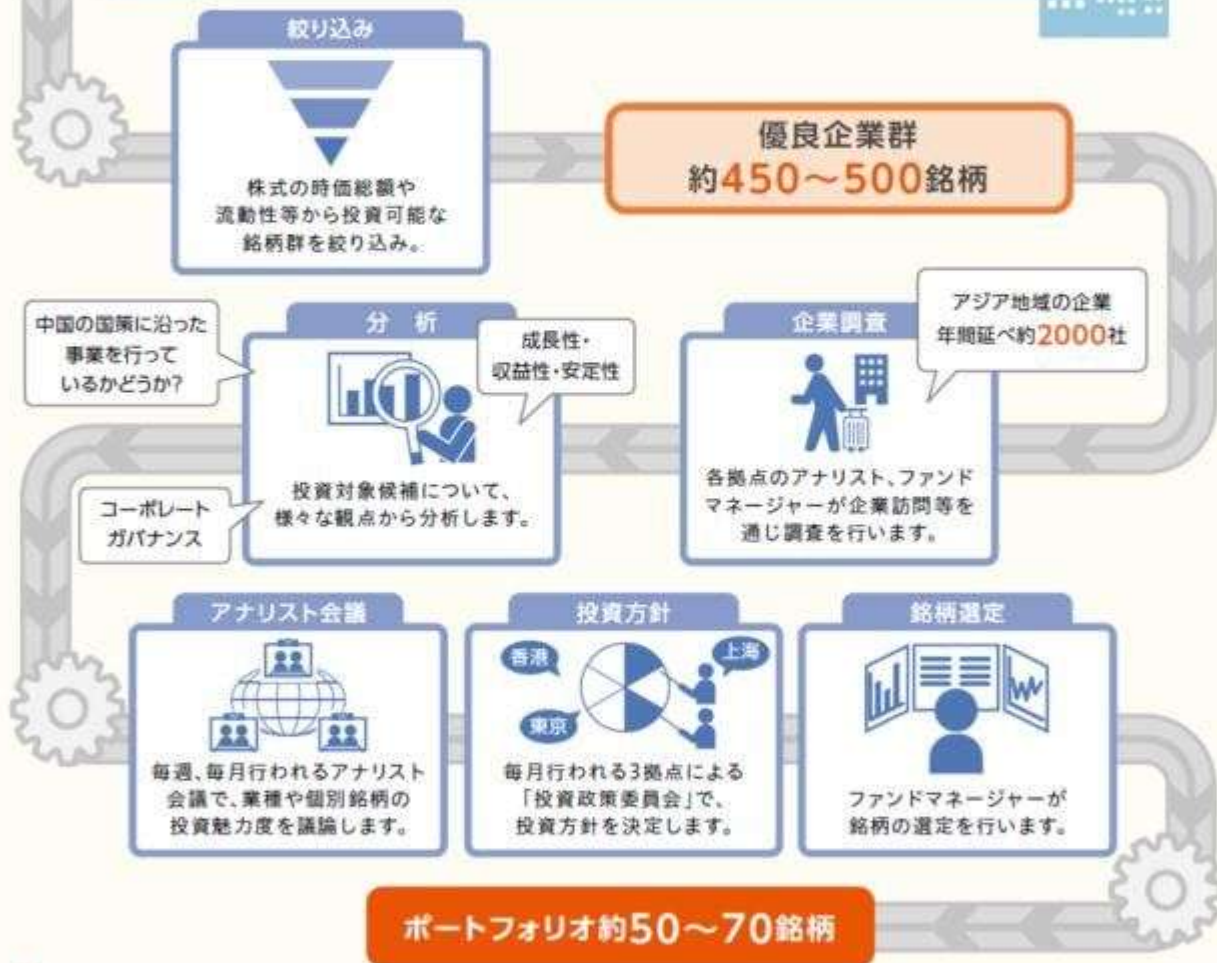 絞り込み
株式の時価総額や
流動性等から投資可能な
銘柄群を絞り込み。
優良企業群
約450～500銘柄
アジア地域の企業
年間延べ約2000社
企業調査
各拠点のアナリスト、ファンド
マネージャーが企業訪問等を
通じ調査を行います。
中国の国策に沿った
事業を行って
いるかどうか?
分 析
成長性・
収益性・安定性
投資対象候補について、
様々な観点から分析します。
コーポレート
ガバナンス
アナリスト会議
毎週、毎月行われるアナリスト
会議で、業種や個別銘柄の
投資魅力度を議論します。
投資方針
香港
上海
東京
毎月行われる3拠点による
「投資政策委員会」で、
投資方針を決定します。
銘柄選定
ファンドマネージャーが
銘柄の選定を行います。
ポートフォリオ約50～70銘柄